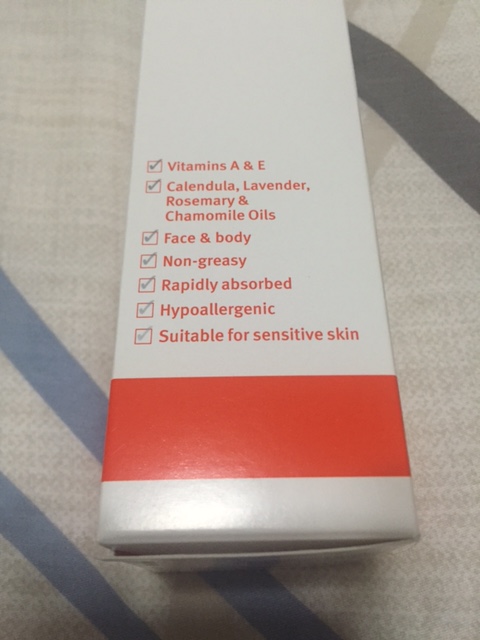 Vitamins A & E
Calendula, Lavender,
Rosemary &
Chamomile Oils
Face & body
Non-greasy
Rapidly absorbed
Hypoallergenic
Suitable for sensitive skin